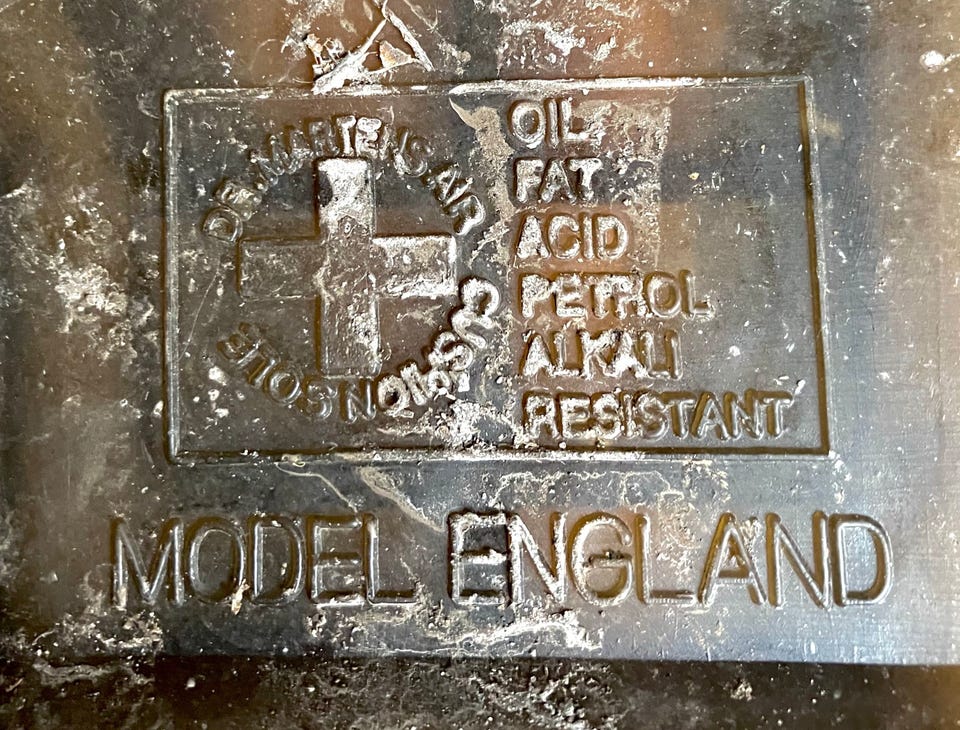 DR. MARTENS AIR
CUSHION SOLE
OIL
FAT
ACID
PETROL
ALKALI
RESISTANT
MODEL ENGLAND